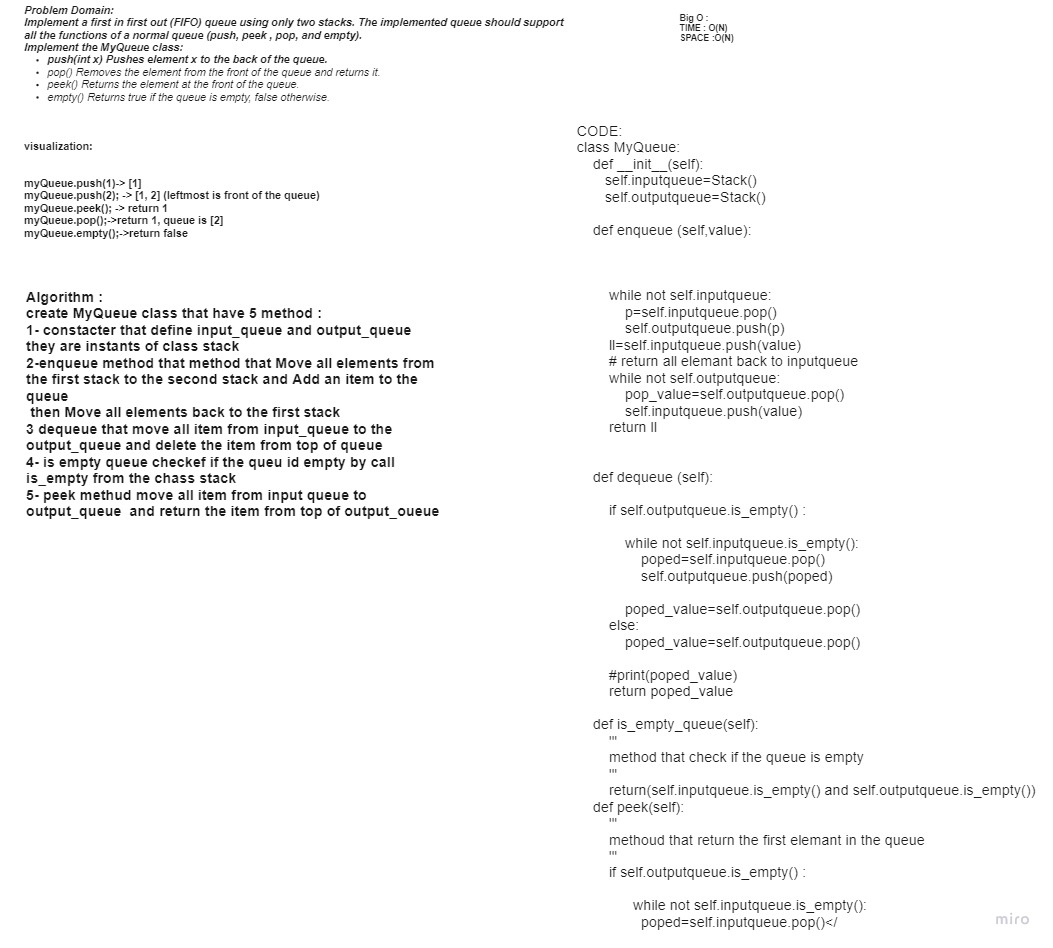 Problem Domain:
Implement a first in first out (FIFO) queue using only two stacks. The implemented queue should support
all the functions of a normal queue (push, peek , pop, and empty).
Implement the MyQueue class:
• push(int x) Pushes element x to the back of the queue.
• pop() Removes the element from the front of the queue and returns it.
• peek() Returns the element at the front of the queue.
• empty() Returns true if the queue is empty, false otherwise.
Big O :
TIME : O(N)
SPACE :O(N)
visualization:
myQueue.push(1)-> [1]
myQueue.push(2); -> [1, 2] (leftmost is front of the queue)
myQueue.peek(); -> return 1
myQueue.pop();->return 1, queue is [2]
myQueue.empty();->return false
Algorithm :
create MyQueue class that have 5 method :
1- constacter that define input_queue and output_queue
they are instants of class stack
2-enqueue method that method that Move all elements from
the first stack to the second stack and Add an item to the
queue
then Move all elements back to the first stack
3 dequeue that move all item from input_queue to the
output_queue and delete the item from top of queue
4- is empty queue checkef if the queu id empty by call
is_empty from the chass stack
5- peek methud move all item from input queue to
output_queue and return the item from top of output_oueue
CODE:
class MyQueue:
def __init__(self):
self.inputqueue=Stack()
self.outputqueue=Stack()
def enqueue (self,value):
while not self.inputqueue:
p=self.inputqueue.pop()
self.outputqueue.push(p)
ll=self.inputqueue.push(value)
# return all elemant back to inputqueue
while not self.outputqueue:
pop_value=self.outputqueue.pop()
self.inputqueue.push(value)
return ll
def dequeue (self):
if self.outputqueue.is_empty() :
while not self.inputqueue.is_empty():
poped=self.inputqueue.pop()
self.outputqueue.push(poped)
poped_value=self.outputqueue.pop()
else:
poped_value=self.outputqueue.pop()
#print(poped_value)
return poped_value
def is_empty_queue(self):
'''
method that check if the queue is empty
'''
return(self.inputqueue.is_empty() and self.outputqueue.is_empty())
def peek(self):
'''
methoud that return the first elemant in the queue
'''
if self.outputqueue.is_empty() :
while not self.inputqueue.is_empty():
poped=self.inputqueue.pop()</
miro